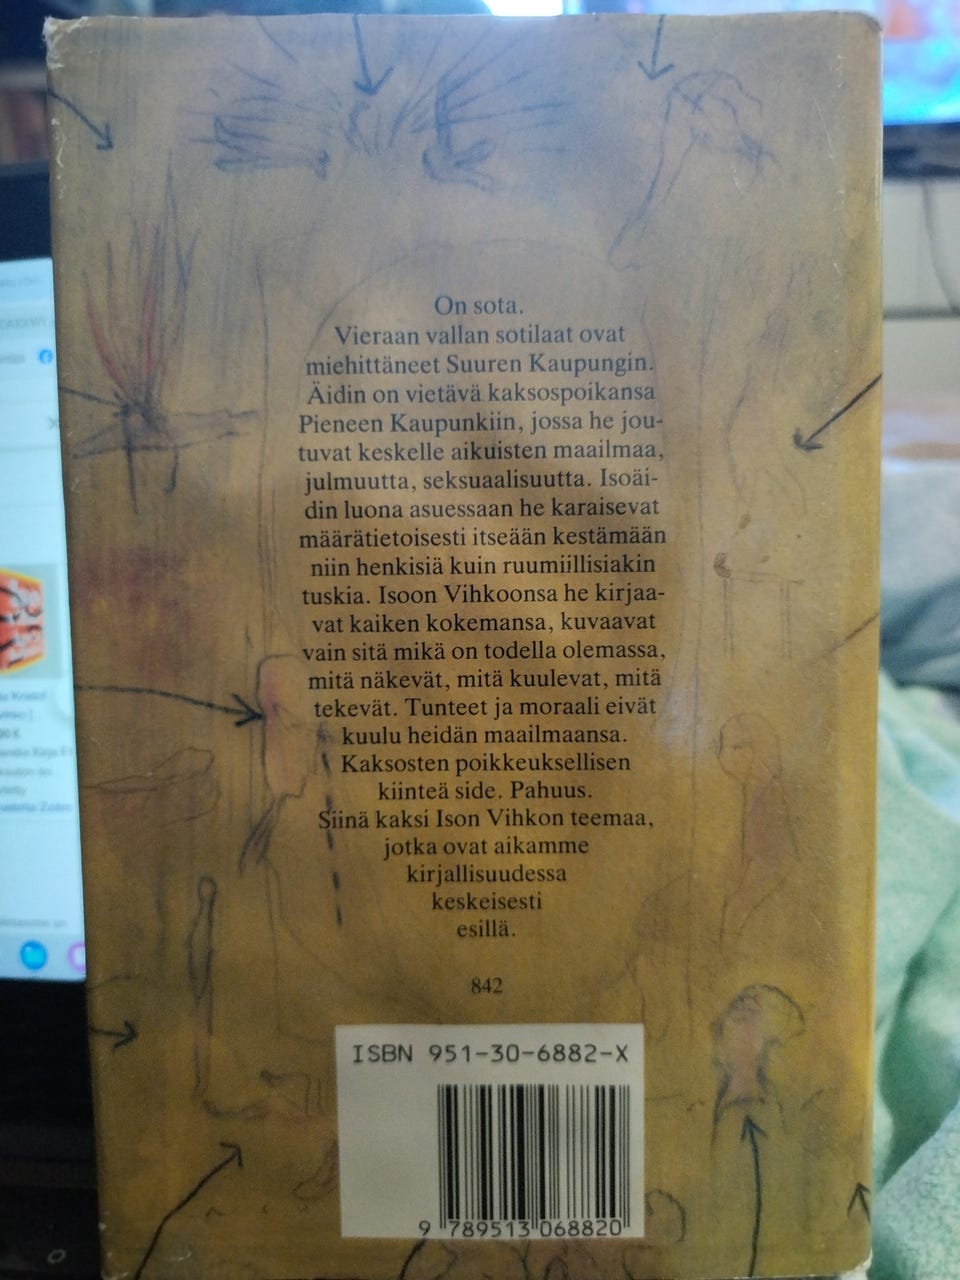 On sota.
Vieraan vallan sotilaat ovat
miehittäneet Suuren Kaupungin.
Äidin on vietävä kaksospoikansa
Pieneen Kaupunkiin, jossa he jou-
tuvat keskelle aikuisten maailmaa,
julmuutta, seksuaalisuutta. Isoäi-
din luona asuessaan he karaisevat
määrätietoisesti itseään kestämään
niin henkisiä kuin ruumiillisiakin
tuskia. Isoon Vihkoonsa he kirjaa-
vat kaiken kokemansa, kuvaavat
vain sitä mikä on todella olemassa,
mitä näkevät, mitä kuulevat, mitä
tekevät. Tunteet ja moraali eivät
kuulu heidän maailmaansa.
Kaksosten poikkeuksellisen
kiinteä side. Pahuus.
Siinä kaksi Ison Vihkon teemaa,
jotka ovat aikamme
kirjallisuudessa
keskeisesti
esillä.
842
ISBN 951-30-6882-X
9 789513 068820